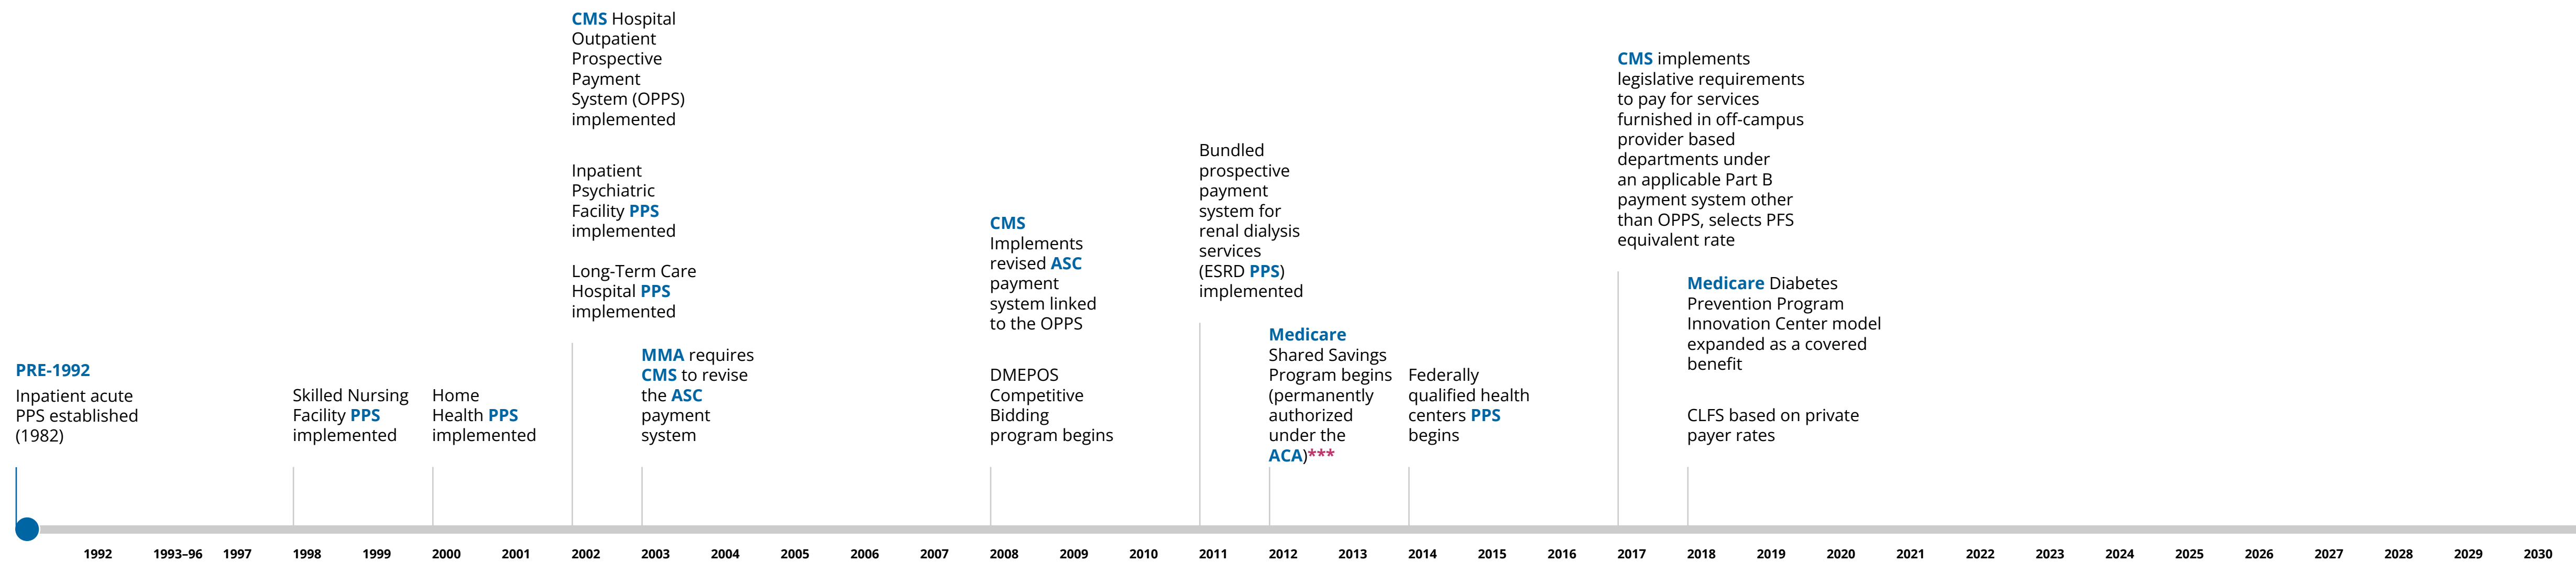 PRE-1992
Inpatient acute
PPS established
(1982)
Skilled Nursing
Facility PPS
implemented
Home
Health PPS
implemented
CMS Hospital
Outpatient
Prospective
Payment
System (OPPS)
implemented
Inpatient
Psychiatric
Facility PPS
implemented
Long-Term Care
Hospital PPS
implemented
MMA requires
CMS to revise
the ASC
payment
system
CMS
Implements
revised ASC
payment
system linked
to the OPPS
DMEPOS
Competitive
Bidding
program begins
Bundled
prospective
payment
system for
renal dialysis
services
(ESRD PPS)
implemented
Medicare
Shared Savings
Program begins
(permanently
authorized
under the
ACA)***
Federally
qualified health
centers PPS
begins
CMS implements
legislative requirements
to pay for services
furnished in off-campus
provider based
departments under
an applicable Part B
payment system other
than OPPS, selects PFS
equivalent rate
Medicare Diabetes
Prevention Program
Innovation Center model
expanded as a covered
benefit
CLFS based on private
payer rates
1992 1993–96 1997 1998 1999 2000 2001 2002 2003 2004 2005 2006 2007 2008 2009 2010 2011 2012 2013 2014 2015 2016 2017 2018 2019 2020 2021 2022 2023 2024 2025 2026 2027 2028 2029 2030